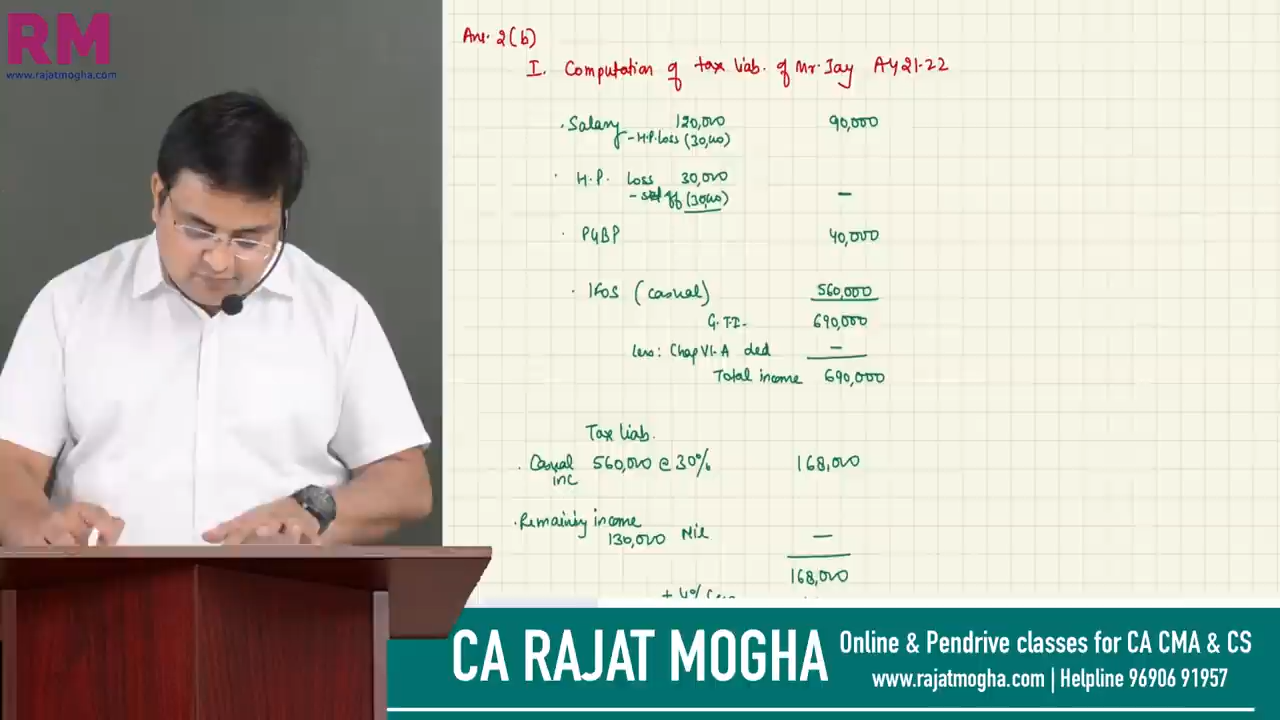 RM
www.rajatmogha.com
Ans. 2(b)
I. Computation of tax liab. of Mr. Jay AY21-22
· Salary 120,000 90,000
- H.P. loss (30,000)
· H.P. loss 30,000
- set off (30,000) —
· PGBP 40,000
· IFOS (casual) 560,000
G.T.I. 690,000
Less: Chap VI-A ded —
Total income 690,000
Tax liab.
· Casual inc 560,000 @ 30% 168,000
· Remaining income
130,000 Nil —
168,000
+ 4% Cess
CA RAJAT MOGHA
Online & Pendrive classes for CA CMA & CS
www.rajatmogha.com | Helpline 96906 91957